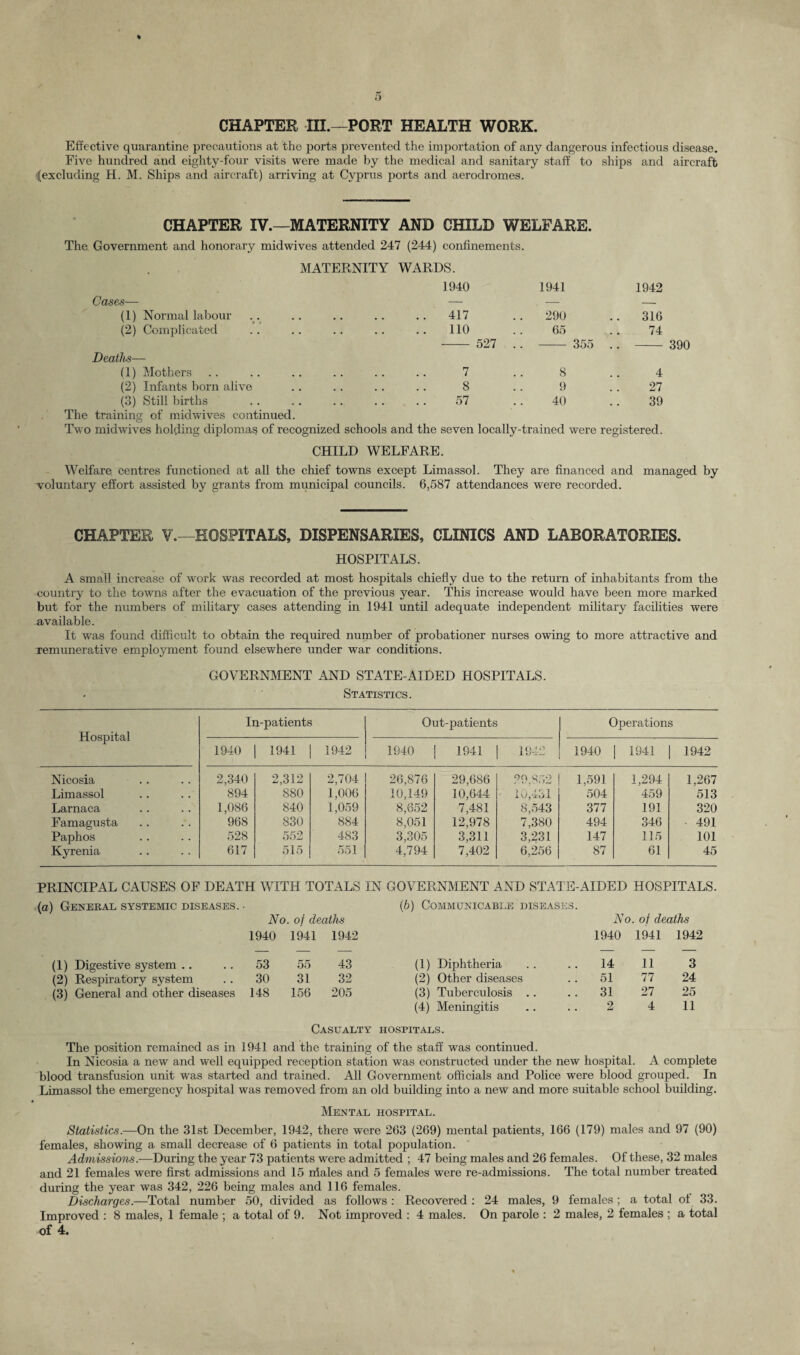 5
CHAPTER III.—PORT HEALTH WORK.
Effective quarantine precautions at the ports prevented the importation of any dangerous infectious disease.
Five hundred and eighty-four visits were made by the medical and sanitary staff to ships and aircraft
(excluding H. M. Ships and aircraft) arriving at Cyprus ports and aerodromes.
CHAPTER IV.—MATERNITY AND CHILD WELFARE.
The Government and honorary midwives attended 247 (244) confinements.
MATERNITY WARDS.
1940 1941 1942
Cases— — — —
(1) Normal labour .. .. .. .. .. .. 417 .. 290 .. 316
(2) Complicated .. .. .. .. .. .. 110 .. 65 .. 74
—— 527 .. —— 355 .. —— 390
Deaths—
(1) Mothers .. .. .. .. .. .. .. 7 .. 8 .. 4
(2) Infants born alive .. .. .. .. .. 8 .. 9 .. 27
(3) Still births .. .. .. .. .. .. 57 .. 40 .. 39
The training of midwives continued.
Two midwives holding diplomas of recognized schools and the seven locally-trained were registered.
CHILD WELFARE.
Welfare centres functioned at all the chief towns except Limassol. They are financed and managed by
voluntary effort assisted by grants from municipal councils. 6,587 attendances were recorded.
CHAPTER V.—HOSPITALS, DISPENSARIES, CLINICS AND LABORATORIES.
HOSPITALS.
A small increase of work was recorded at most hospitals chiefly due to the return of inhabitants from the
country to the towns after the evacuation of the previous year. This increase would have been more marked
but for the numbers of military cases attending in 1941 until adequate independent military facilities were
available.
It was found difficult to obtain the required number of probationer nurses owing to more attractive and
remunerative employment found elsewhere under war conditions.
GOVERNMENT AND STATE-AIDED HOSPITALS.
STATISTICS.
Hospital In-patients Out-patients Operations
1940 1941 1942 1940 1941 1942 1940 1941 1942
Nicosia .. .. 2,340 2,312 2,704 26,876 29,686 29,852 1,591 1,294 1,267
Limassol .. .. 894 880 1,006 10,149 10,644 10,431 504 459 513
Larnaca .. .. 1,086 840 1,059 8,652 7,481 8,543 377 191 320
Famagusta .. .. 968 830 884 8,051 12,978 7,380 494 346 491
Paphos .. .. 528 552 483 3,305 3,311 3,231 147 115 101
Kyrenia .. .. 617 515 551 4,794 7,402 6,256 87 61 45
PRINCIPAL CAUSES OF DEATH WITH TOTALS IN GOVERNMENT AND STATE-AIDED HOSPITALS.
(a) GENERAL SYSTEMIC DISEASES. (b) COMMUNICABLE DISEASES.
No. of deaths No. of deaths
1940 1941 1942 1940 1941 1942
— — — — — —
(1) Digestive system .. .. 53 55 43 (1) Diphtheria .. .. 14 11 3
(2) Respiratory system .. 30 31 32 (2) Other diseases .. 51 77 24
(3) General and other diseases 148 156 205 (3) Tuberculosis .. .. 31 27 25
(4) Meningitis .. .. 2 4 11
CASUALTY HOSPITALS.
The position remained as in 1941 and the training of the staff was continued.
In Nicosia a new and well equipped reception station was constructed under the new hospital. A complete
blood transfusion unit was started and trained. All Government officials and Police were blood grouped. In
Limassol the emergency hospital was removed from an old building into a new and more suitable school building.
MENTAL HOSPITAL.
Statistics.—On the 31st December, 1942, there were 263 (269) mental patients, 166 (179) males and 97 (90)
females, showing a small decrease of 6 patients in total population.
Admissions.—During the year 73 patients were admitted ; 47 being males and 26 females. Of these, 32 males
and 21 females were first admissions and 15 males and 5 females were re-admissions. The total number treated
during the year was 342, 226 being males and 116 females.
Discharges.—Total number 50, divided as follows : Recovered : 24 males, 9 females ; a total of 33.
Improved : 8 males, 1 female ; a total of 9. Not improved : 4 males. On parole : 2 males, 2 females ; a total
of 4.